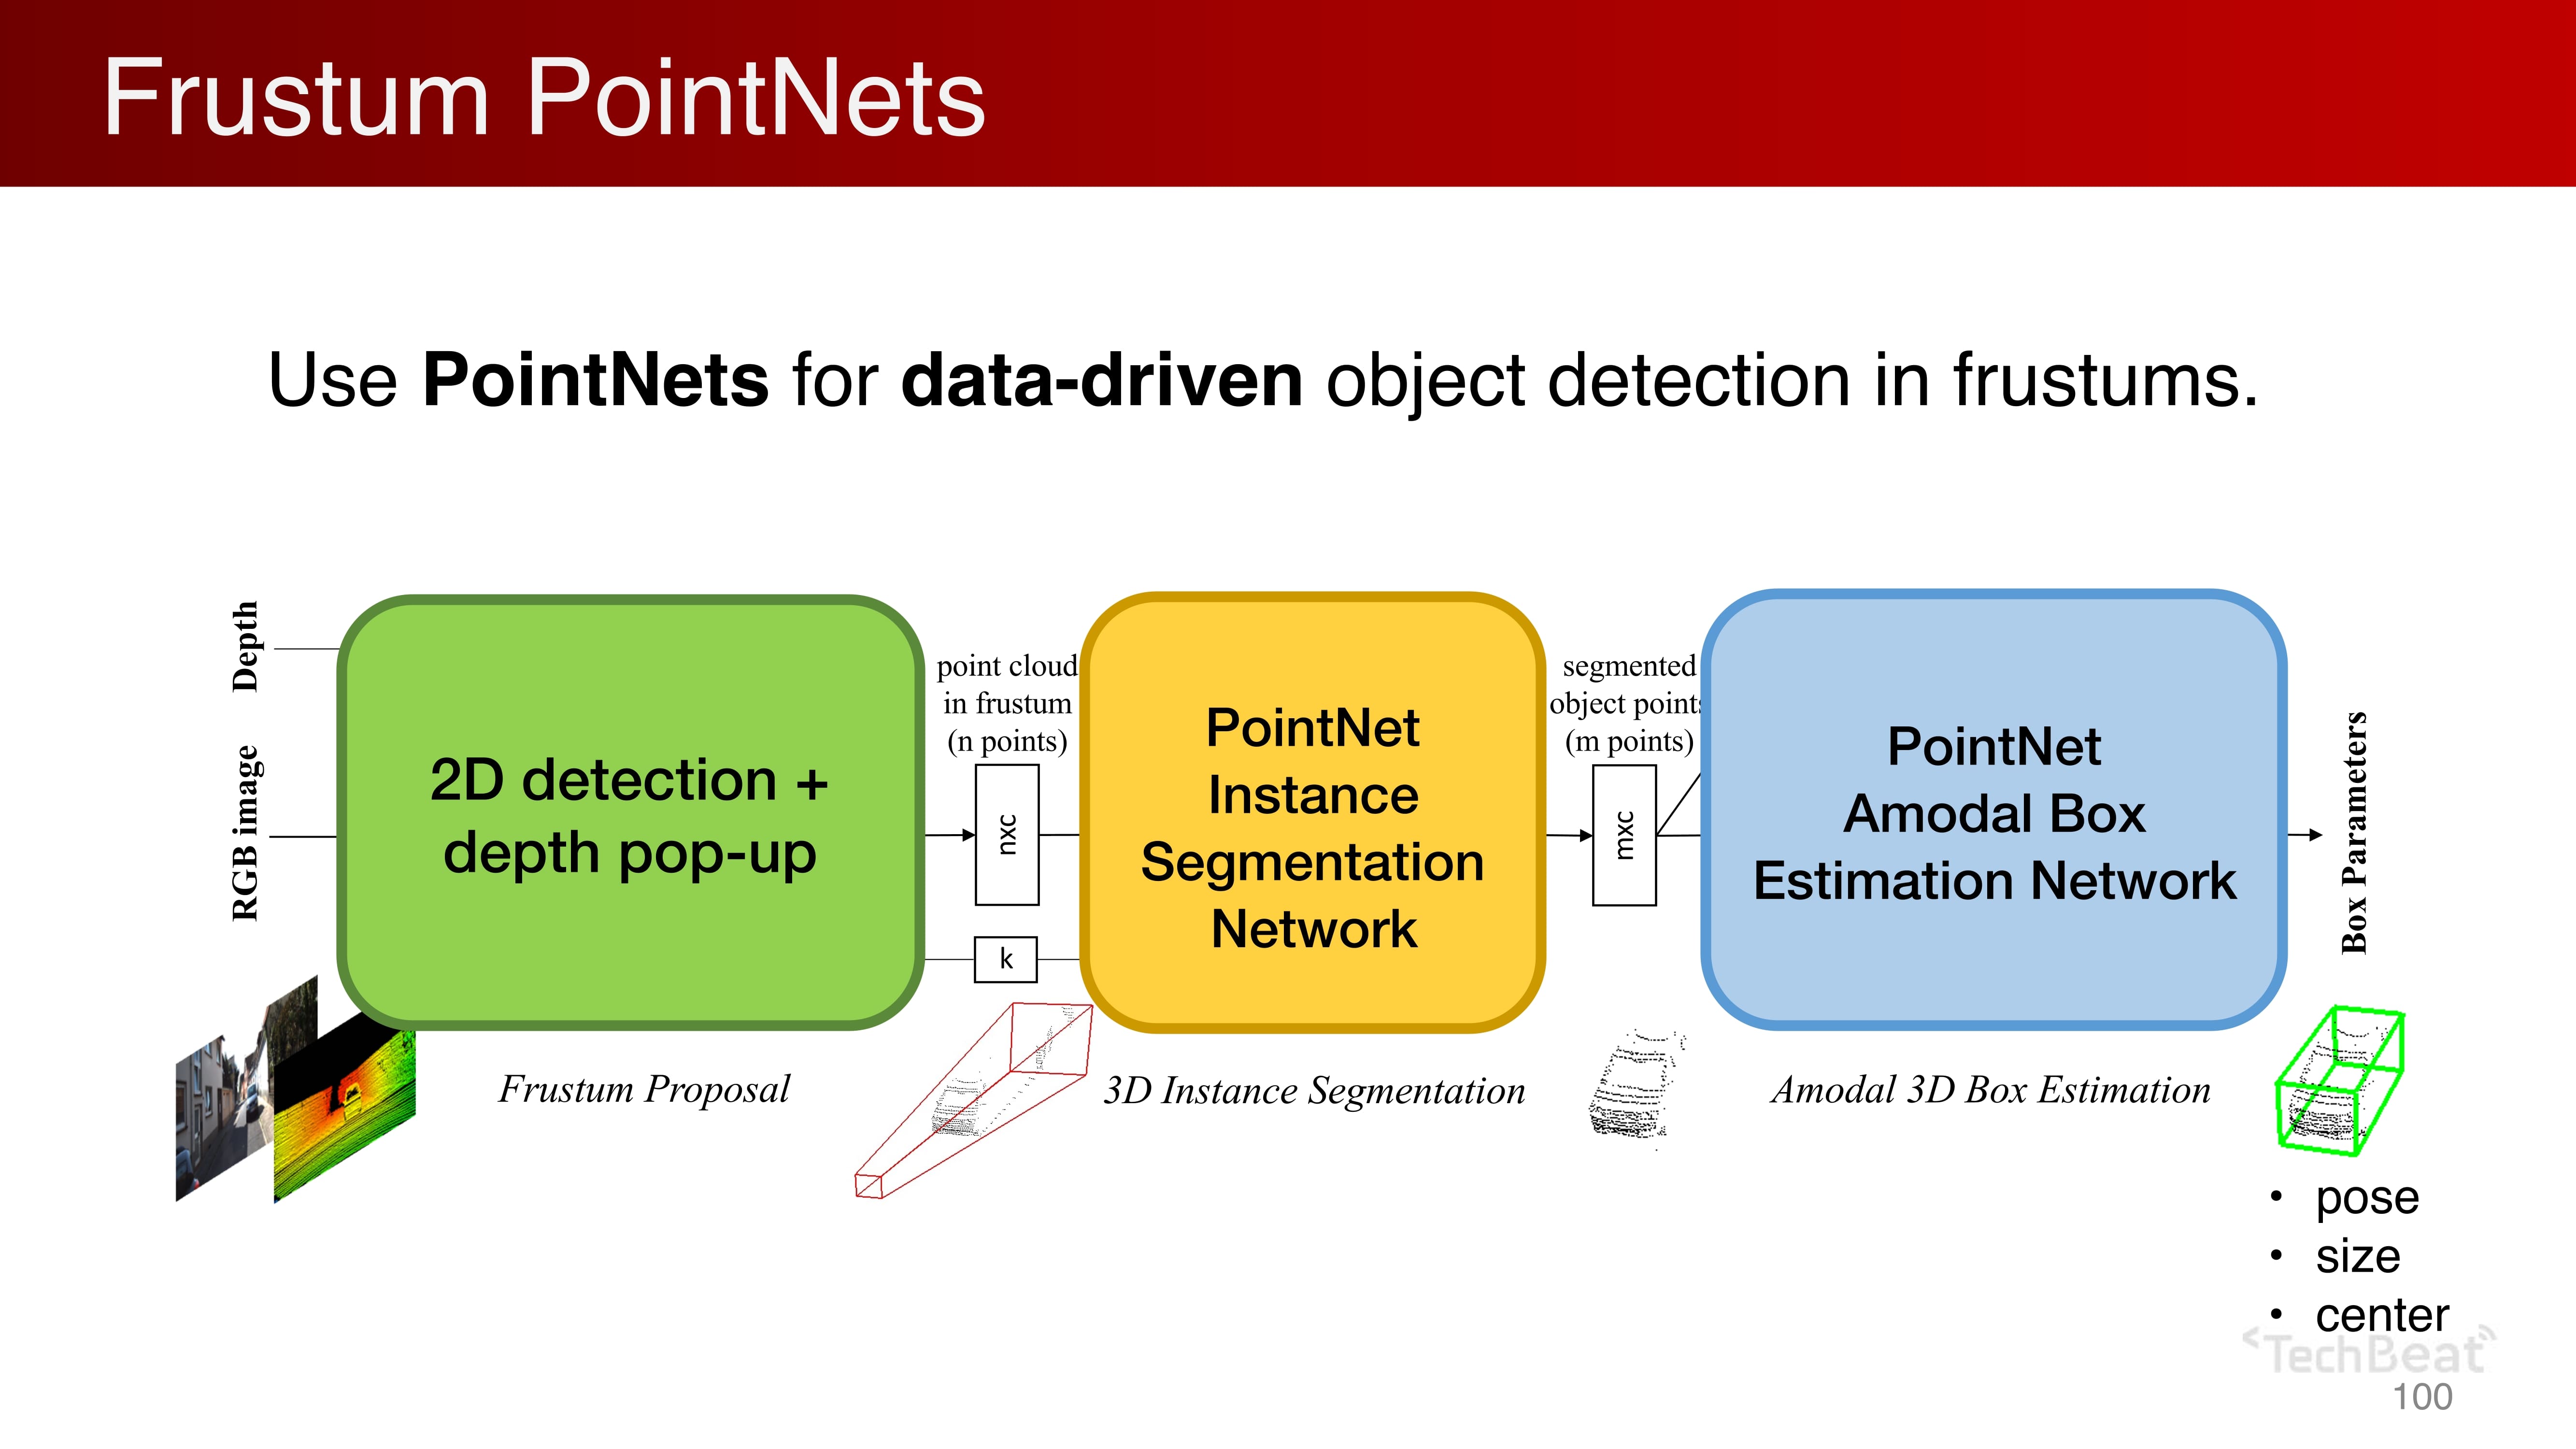 Frustum PointNets
Use PointNets for data-driven object detection in frustums.
Depth
RGB image
2D detection +
depth pop-up
point cloud
in frustum
(n points)
nxc
k
PointNet
Instance
Segmentation
Network
segmented
object points
(m points)
mxc
PointNet
Amodal Box
Estimation Network
Box Parameters
Frustum Proposal
3D Instance Segmentation
Amodal 3D Box Estimation
• pose
• size
• center
TechBeat
100